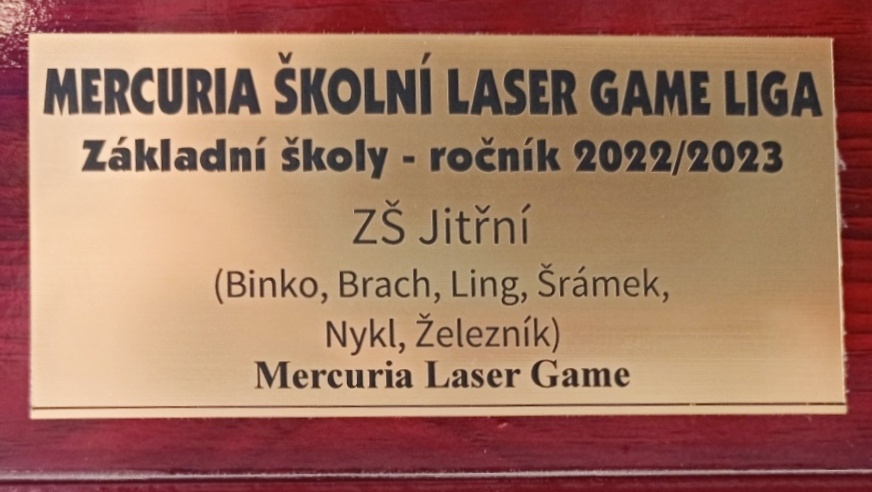 MERCURIA ŠKOLNÍ LASER GAME LIGA
Základní školy - ročník 2022/2023
ZŠ Jitřní
(Binko, Brach, Ling, Šrámek,
Nykl, Železník)
Mercuria Laser Game